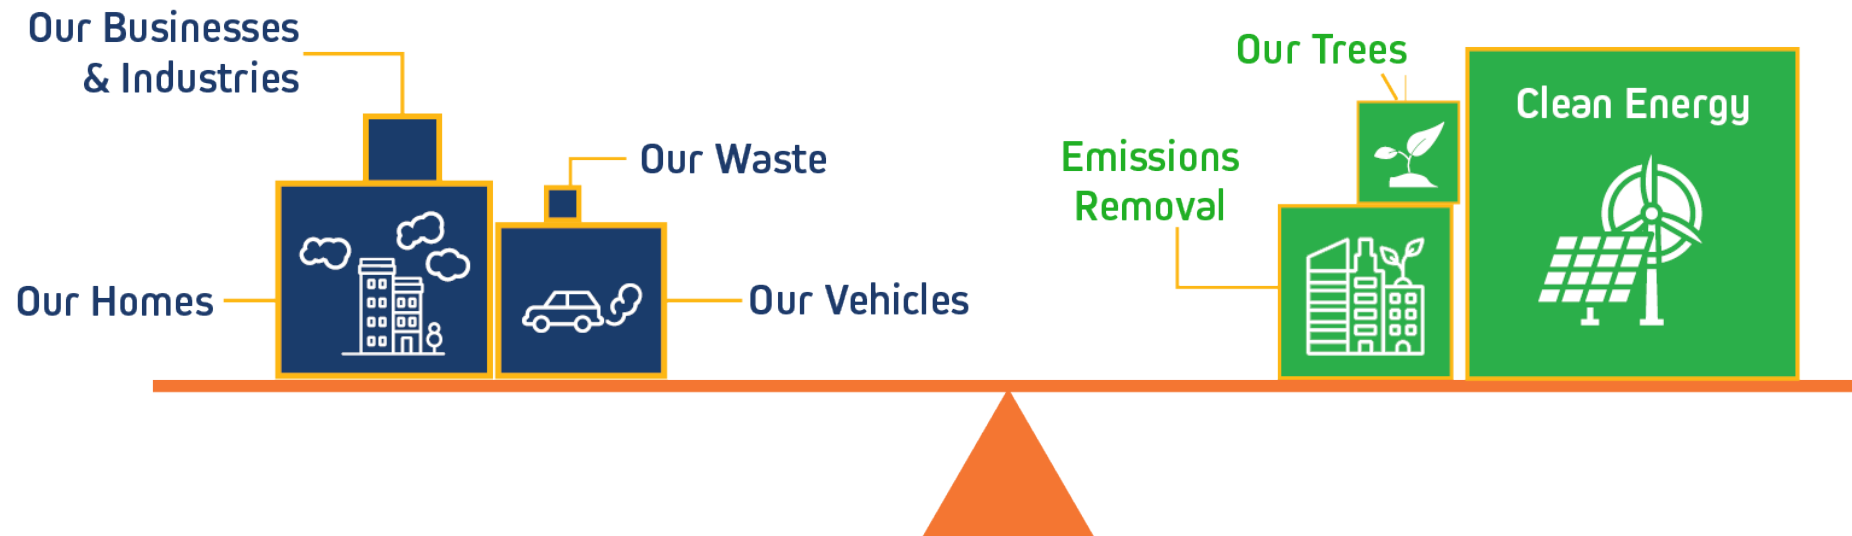 Our Businesses
& Industries
Our Waste
Our Homes
Our Vehicles
Our Trees
Clean Energy
Emissions
Removal